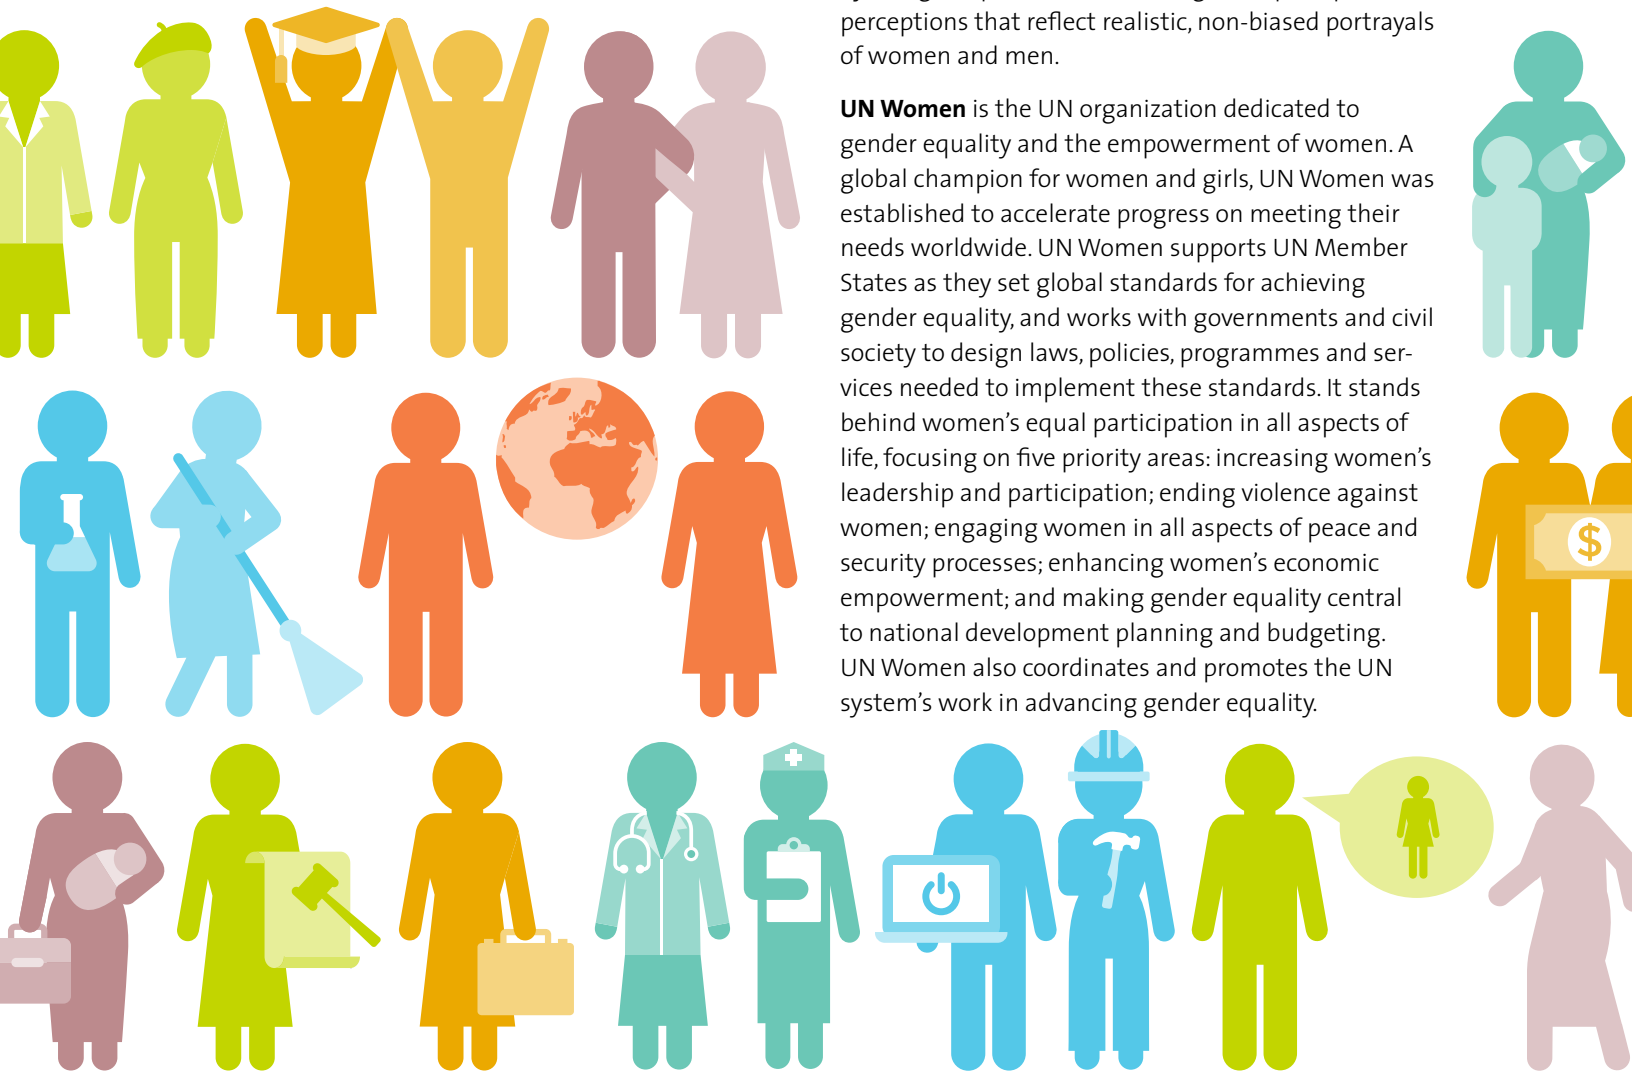 perceptions that reflect realistic, non-biased portrayals
of women and men.
UN Women is the UN organization dedicated to
gender equality and the empowerment of women. A
global champion for women and girls, UN Women was
established to accelerate progress on meeting their
needs worldwide. UN Women supports UN Member
States as they set global standards for achieving
gender equality, and works with governments and civil
society to design laws, policies, programmes and ser-
vices needed to implement these standards. It stands
behind women’s equal participation in all aspects of
life, focusing on five priority areas: increasing women’s
leadership and participation; ending violence against
women; engaging women in all aspects of peace and
security processes; enhancing women’s economic
empowerment; and making gender equality central
to national development planning and budgeting.
UN Women also coordinates and promotes the UN
system’s work in advancing gender equality.
$